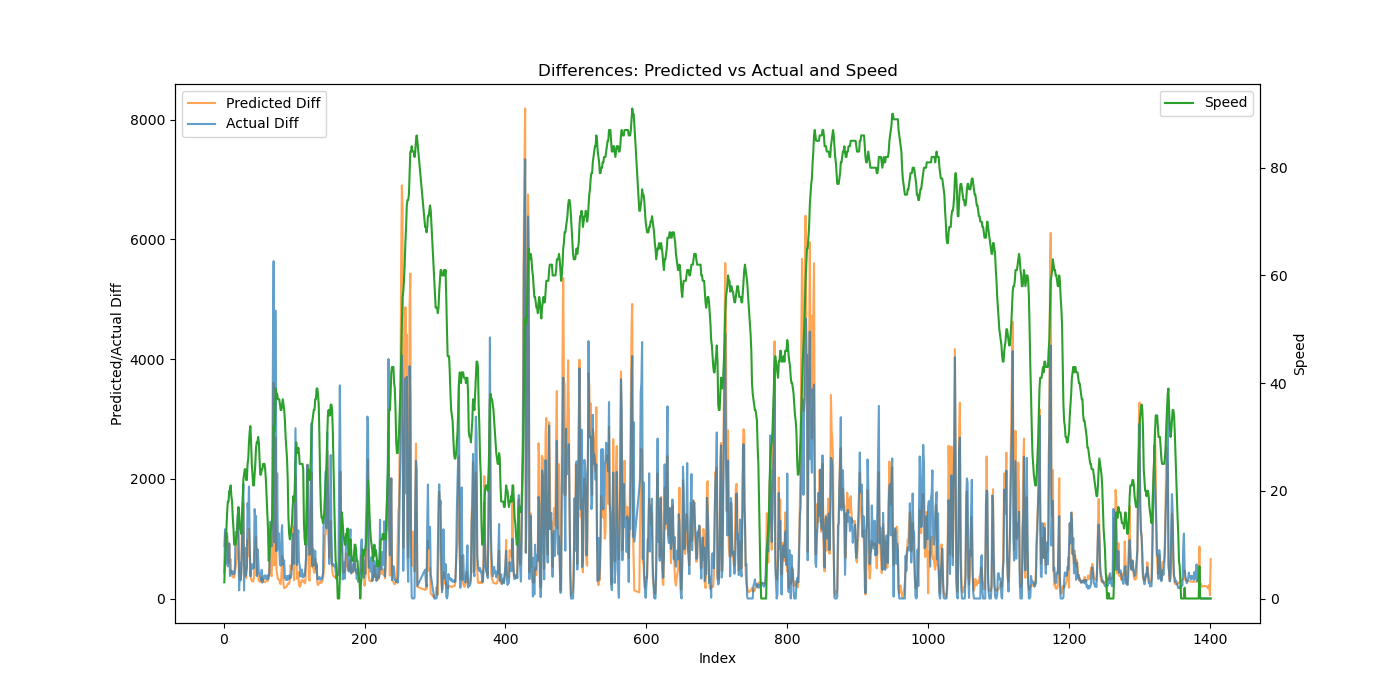 Differences: Predicted vs Actual and Speed
Predicted Diff
Actual Diff
Speed
8000
6000
4000
2000
0
Predicted/Actual Diff
80
60
40
20
0
Speed
0 200 400 600 800 1000 1200 1400
Index